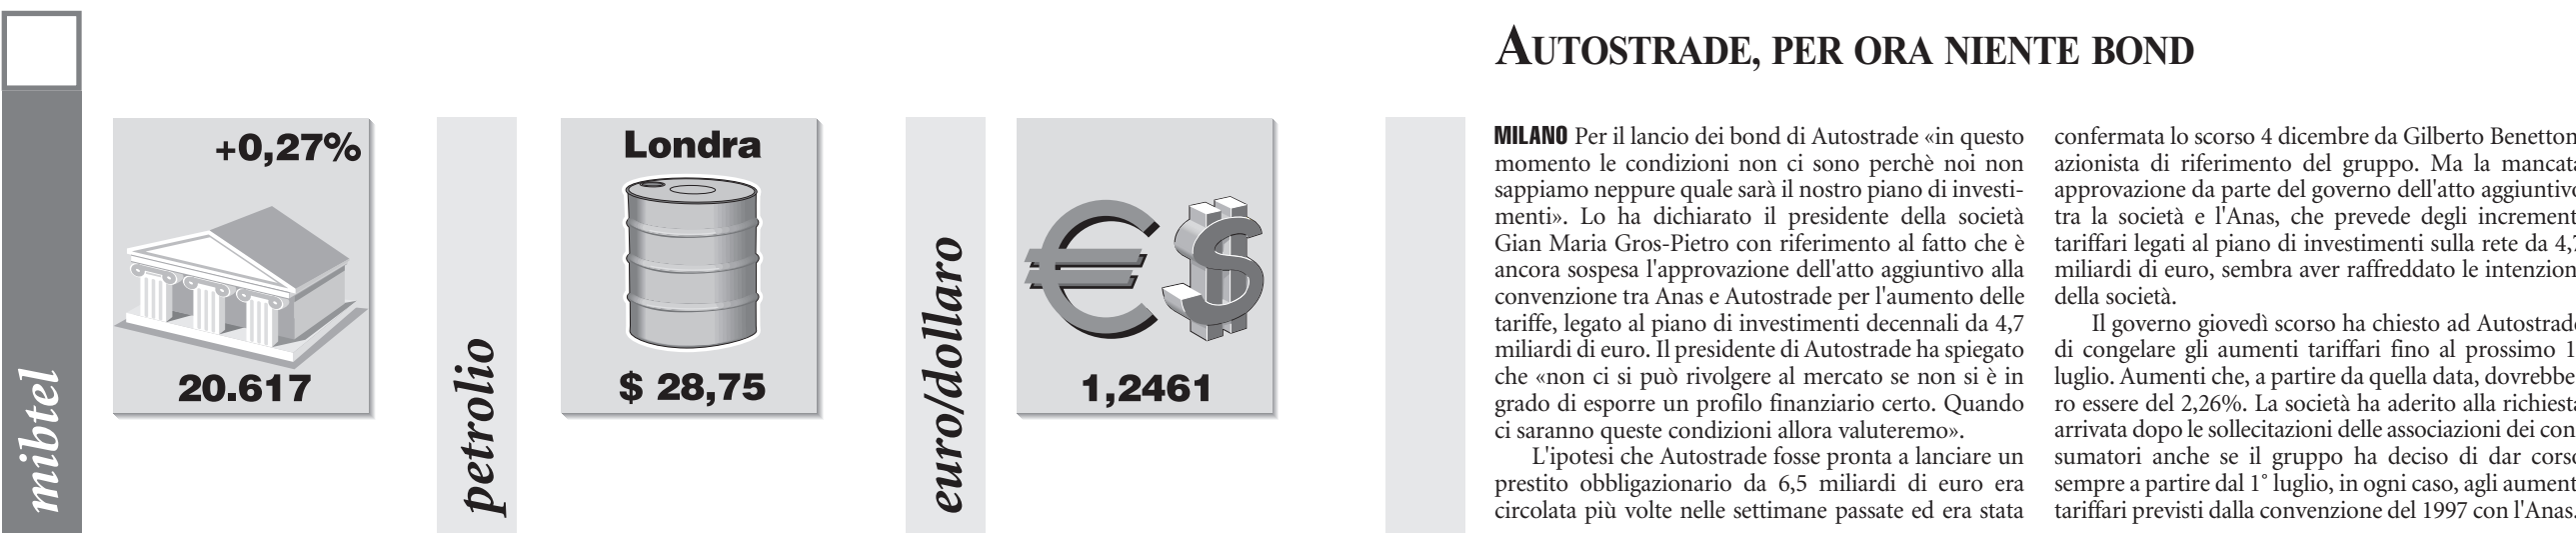 mibtel
+0,27%
20.617
petrolio
Londra
$ 28,75
euro/dollaro
1,2461
AUTOSTRADE, PER ORA NIENTE BOND
MILANO Per il lancio dei bond di Autostrade «in questo
momento le condizioni non ci sono perchè noi non
sappiamo neppure quale sarà il nostro piano di investi-
menti». Lo ha dichiarato il presidente della società
Gian Maria Gros-Pietro con riferimento al fatto che è
ancora sospesa l'approvazione dell'atto aggiuntivo alla
convenzione tra Anas e Autostrade per l'aumento delle
tariffe, legato al piano di investimenti decennali da 4,7
miliardi di euro. Il presidente di Autostrade ha spiegato
che «non ci si può rivolgere al mercato se non si è in
grado di esporre un profilo finanziario certo. Quando
ci saranno queste condizioni allora valuteremo».
L'ipotesi che Autostrade fosse pronta a lanciare un
prestito obbligazionario da 6,5 miliardi di euro era
circolata più volte nelle settimane passate ed era stata
confermata lo scorso 4 dicembre da Gilberto Benetton
azionista di riferimento del gruppo. Ma la mancata
approvazione da parte del governo dell'atto aggiuntivo
tra la società e l'Anas, che prevede degli increment
tariffari legati al piano di investimenti sulla rete da 4,7
miliardi di euro, sembra aver raffreddato le intenzion
della società.
Il governo giovedì scorso ha chiesto ad Autostrade
di congelare gli aumenti tariffari fino al prossimo 1
luglio. Aumenti che, a partire da quella data, dovrebbe
ro essere del 2,26%. La società ha aderito alla richiesta
arrivata dopo le sollecitazioni delle associazioni dei con
sumatori anche se il gruppo ha deciso di dar corso
sempre a partire dal 1° luglio, in ogni caso, agli aument
tariffari previsti dalla convenzione del 1997 con l'Anas.